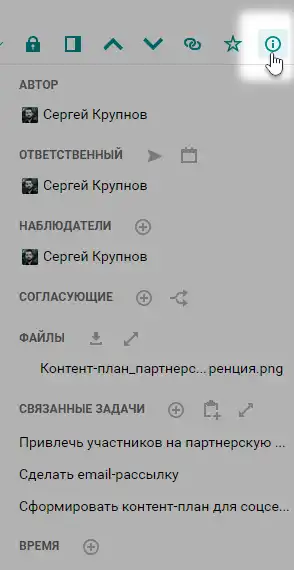 АВТОР
Сергей Крупнов
ОТВЕТСТВЕННЫЙ
Сергей Крупнов
НАБЛЮДАТЕЛИ
Сергей Крупнов
СОГЛАСУЮЩИЕ
ФАЙЛЫ
Контент-план_партнерс... ренция.png
СВЯЗАННЫЕ ЗАДАЧИ
Привлечь участников на партнерскую ...
Сделать email-рассылку
Сформировать контент-план для соцсе...
ВРЕМЯ